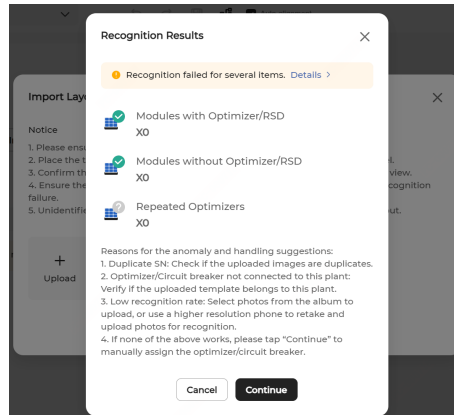 Recognition Results
Recognition failed for several items. Details >
Import Lay
Modules with Optimizer/RSD
X0
Notice
1. Please ensu
2. Place the t
3. Confirm th
view.
4. Ensure the
cognition
failure.
5. Unidentifie
out.
Modules without Optimizer/RSD
X0
Repeated Optimizers
X0
+
Upload
Reasons for the anomaly and handling suggestions:
1. Duplicate SN: Check if the uploaded images are duplicates.
2. Optimizer/Circuit breaker not connected to this plant:
Verify if the uploaded template belongs to this plant.
3. Low recognition rate: Select photos from the album to
upload, or use a higher resolution phone to retake and
upload photos for recognition.
4. If none of the above works, please tap “Continue” to
manually assign the optimizer/circuit breaker.
Cancel
Continue